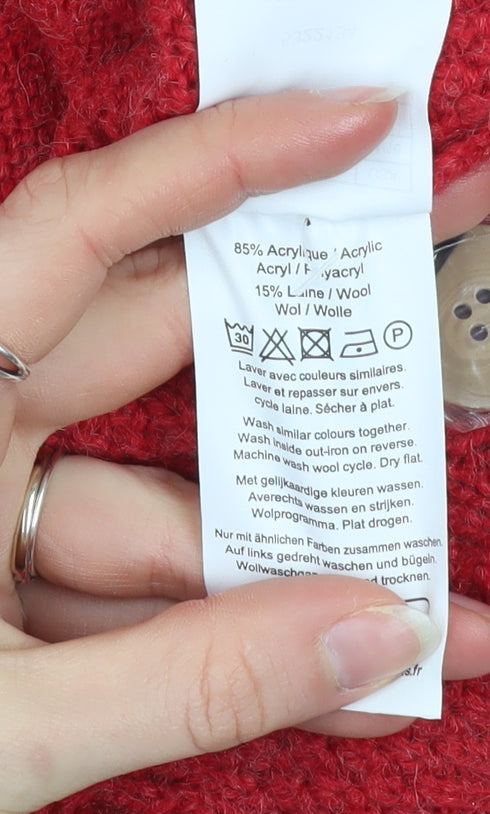 85% Acrylique / Acrylic
Acryl / Polyacryl
15% Laine / Wool
Wol / Wolle
30
P
Laver avec couleurs similaires.
Laver et repasser sur envers.
cycle laine. Sécher à plat.
Wash similar colours together.
Wash inside out-iron on reverse.
Machine wash wool cycle. Dry flat.
Met gelijkaardige kleuren wassen.
Averechts wassen en strijken.
Wolprogramma. Plat drogen.
Nur mit ähnlichen Farben zusammen waschen.
Auf links gedreht waschen und bügeln.
trocknen.
s.fr